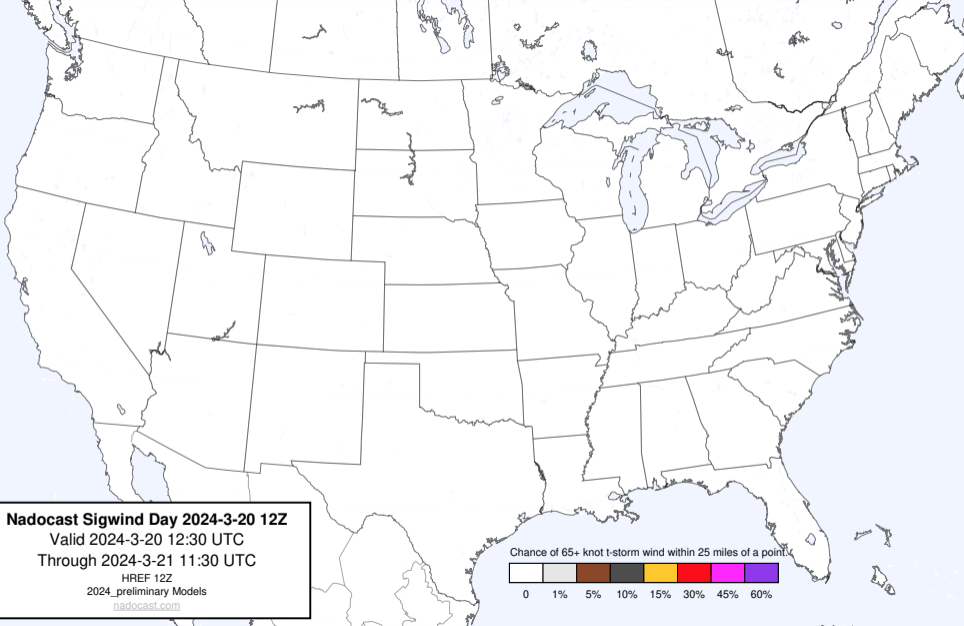 Nadocast Sigwind Day 2024-3-20 12Z
Valid 2024-3-20 12:30 UTC
Through 2024-3-21 11:30 UTC
HREF 12Z
2024_preliminary Models
nadocast.com
Chance of 65+ knot t-storm wind within 25 miles of a point.
0 1% 5% 10% 15% 30% 45% 60%